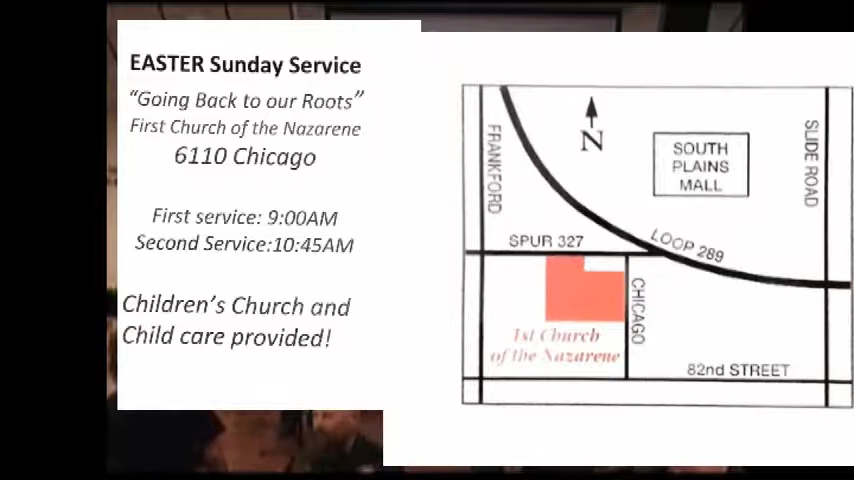 EASTER Sunday Service
“Going Back to our Roots”
First Church of the Nazarene
6110 Chicago
First service: 9:00AM
Second Service:10:45AM
Children’s Church and
Child care provided!
FRANKFORD
N
SOUTH
PLAINS
MALL
SLIDE ROAD
SPUR 327
LOOP 289
CHICAGO
1st Church
of the Nazarene
82nd STREET